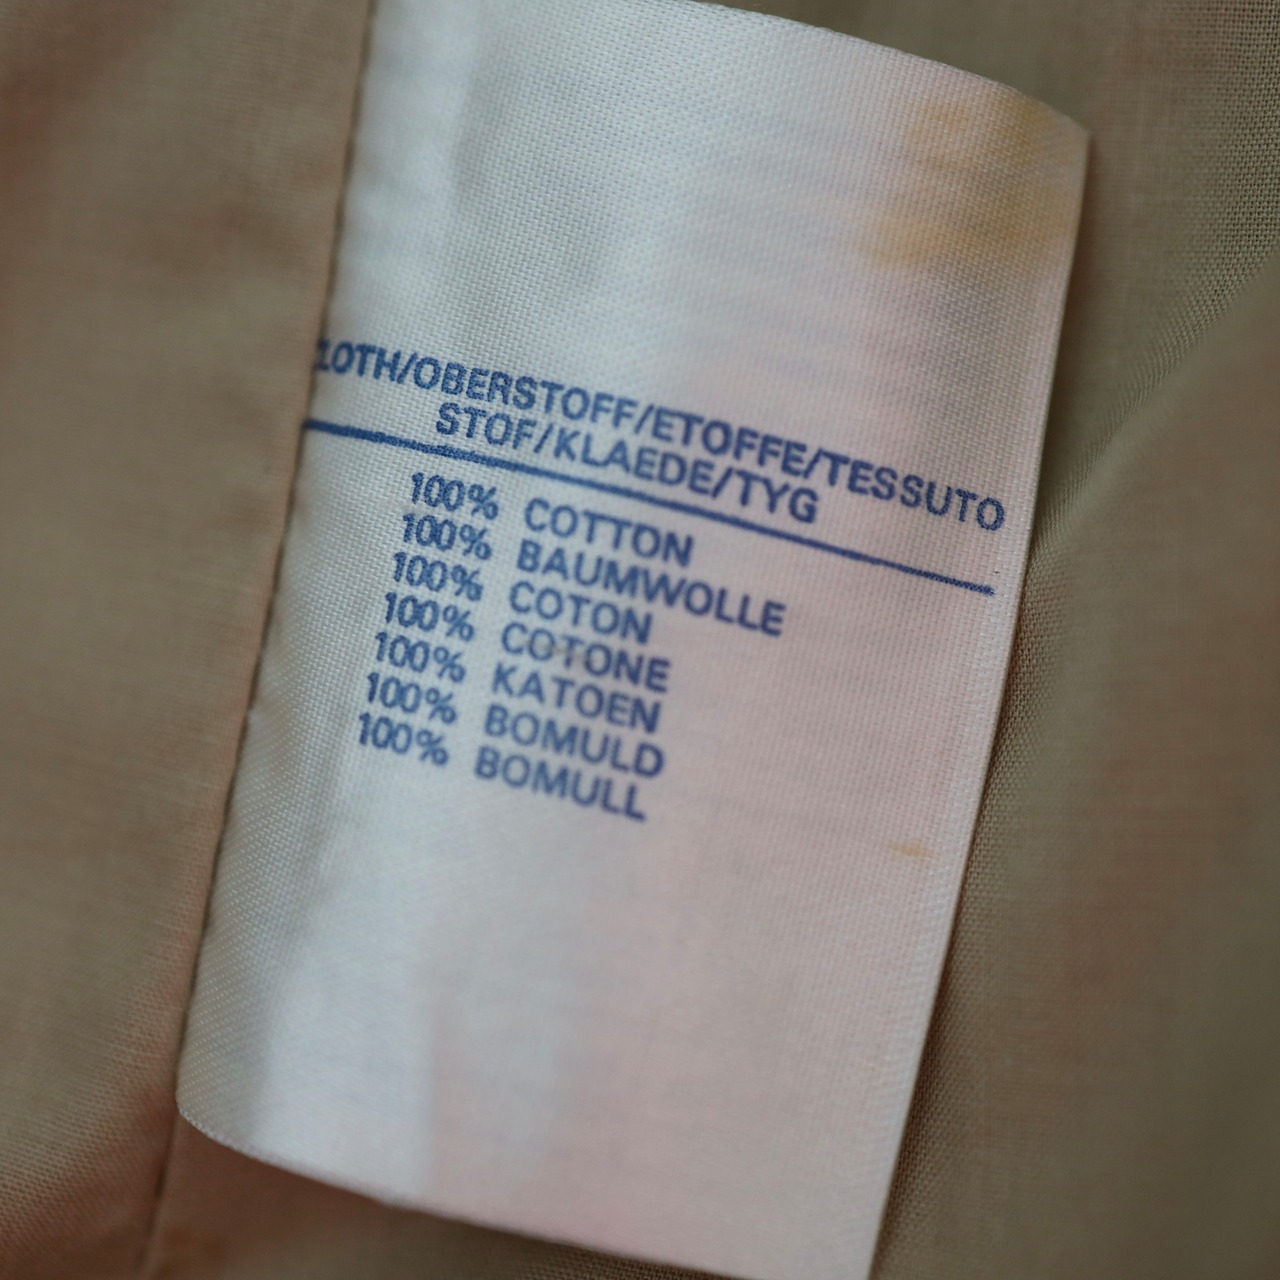 CLOTH/OBERSTOFF/ETOFFE/TESSUTO
STOF/KLAEDE/TYG
100% COTTON
100% BAUMWOLLE
100% COTON
100% COTONE
100% KATOEN
100% BOMULD
100% BOMULL